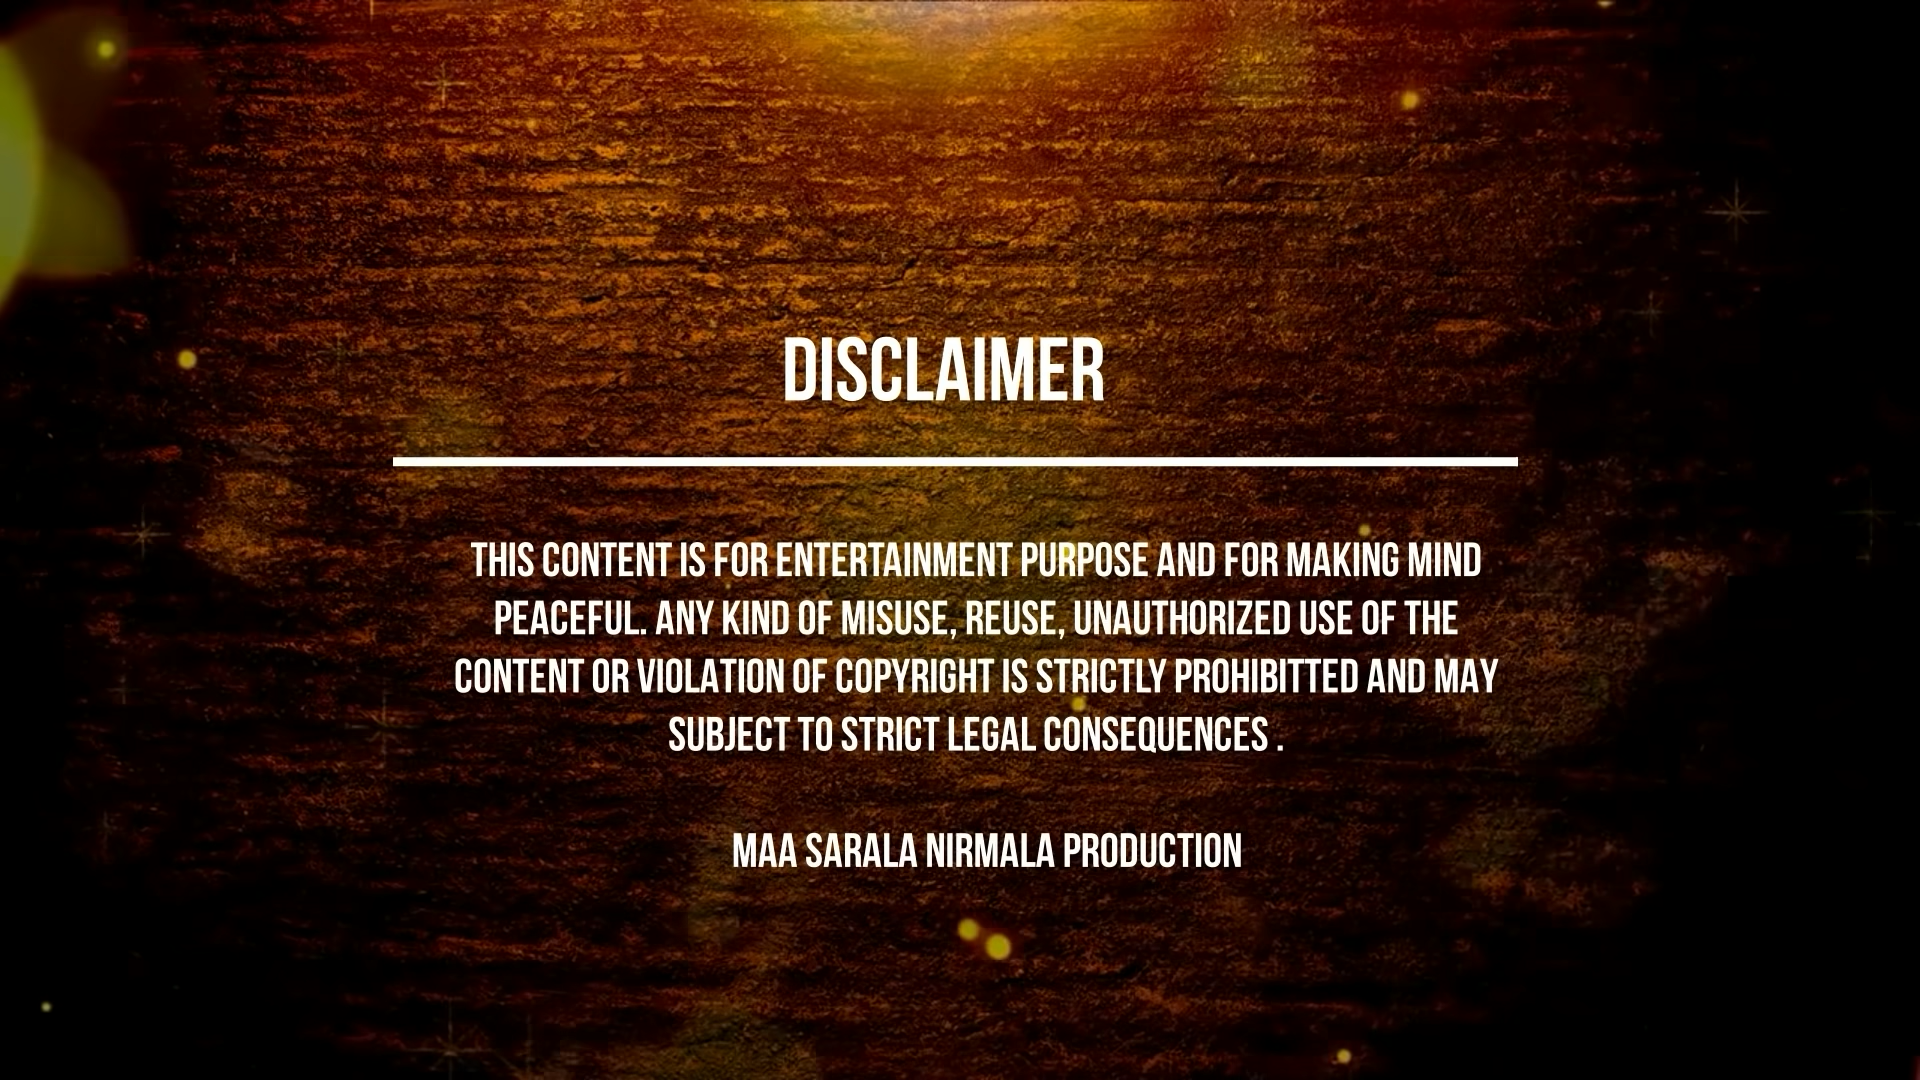 DISCLAIMER
THIS CONTENT IS FOR ENTERTAINMENT PURPOSE AND FOR MAKING MIND
PEACEFUL. ANY KIND OF MISUSE, REUSE, UNAUTHORIZED USE OF THE
CONTENT OR VIOLATION OF COPYRIGHT IS STRICTLY PROHIBITTED AND MAY
SUBJECT TO STRICT LEGAL CONSEQUENCES .
MAA SARALA NIRMALA PRODUCTION